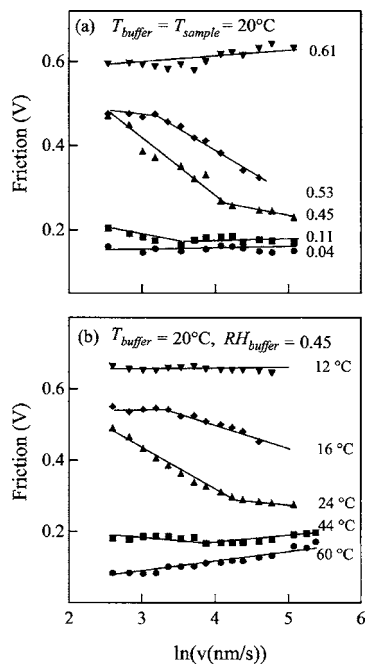 (a) T_buffer = T_sample = 20°C
0.6
0.4
0.2
Friction (V)
0.61
0.53
0.45
0.11
0.04
(b) T_buffer = 20°C, RH_buffer = 0.45
0.6
0.4
0.2
Friction (V)
12 °C
16 °C
24 °C
44 °C
60 °C
2 3 4 5 6
ln(v(nm/s))